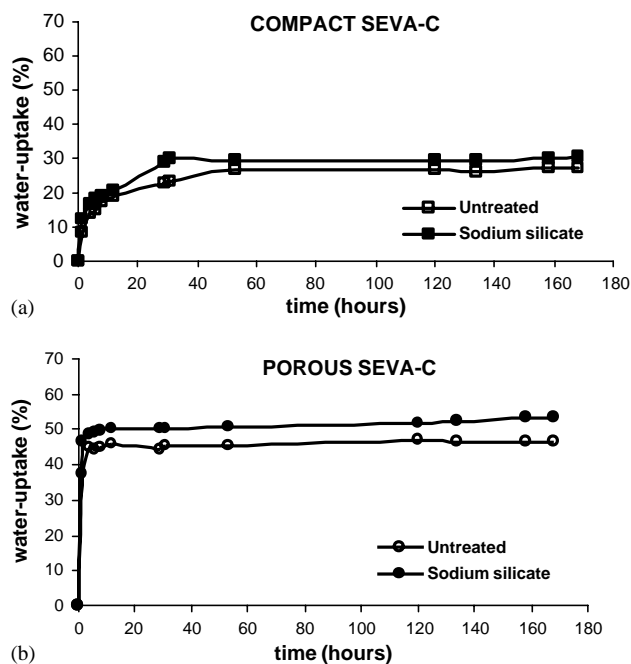 COMPACT SEVA-C
70
60
50
40
30
20
10
0
water-uptake (%)
Untreated
Sodium silicate
0 20 40 60 80 100 120 140 160 180
time (hours)
(a)
POROUS SEVA-C
70
60
50
40
30
20
10
0
water-uptake (%)
Untreated
Sodium silicate
0 20 40 60 80 100 120 140 160 180
time (hours)
(b)